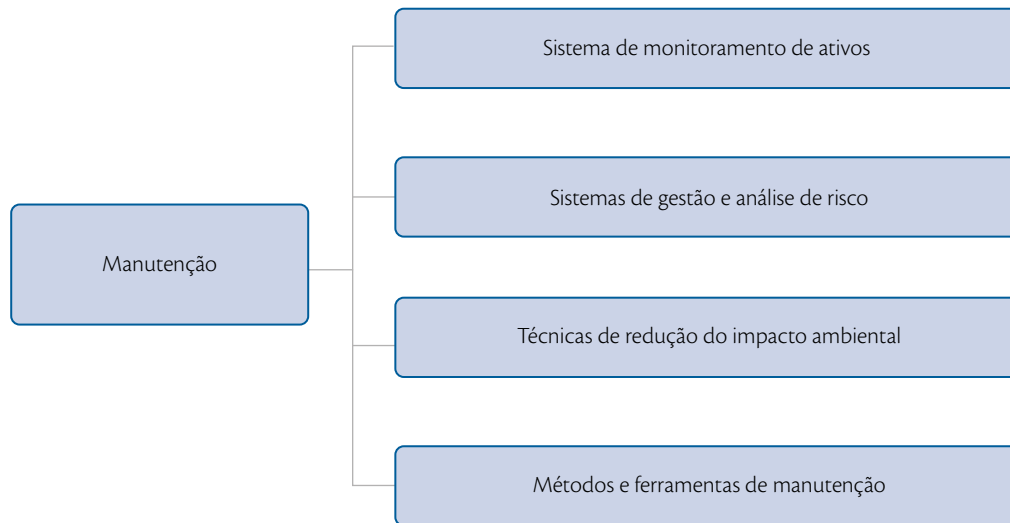 Sistema de monitoramento de ativos
Sistemas de gestão e análise de risco
Manutenção
Técnicas de redução do impacto ambiental
Métodos e ferramentas de manutenção